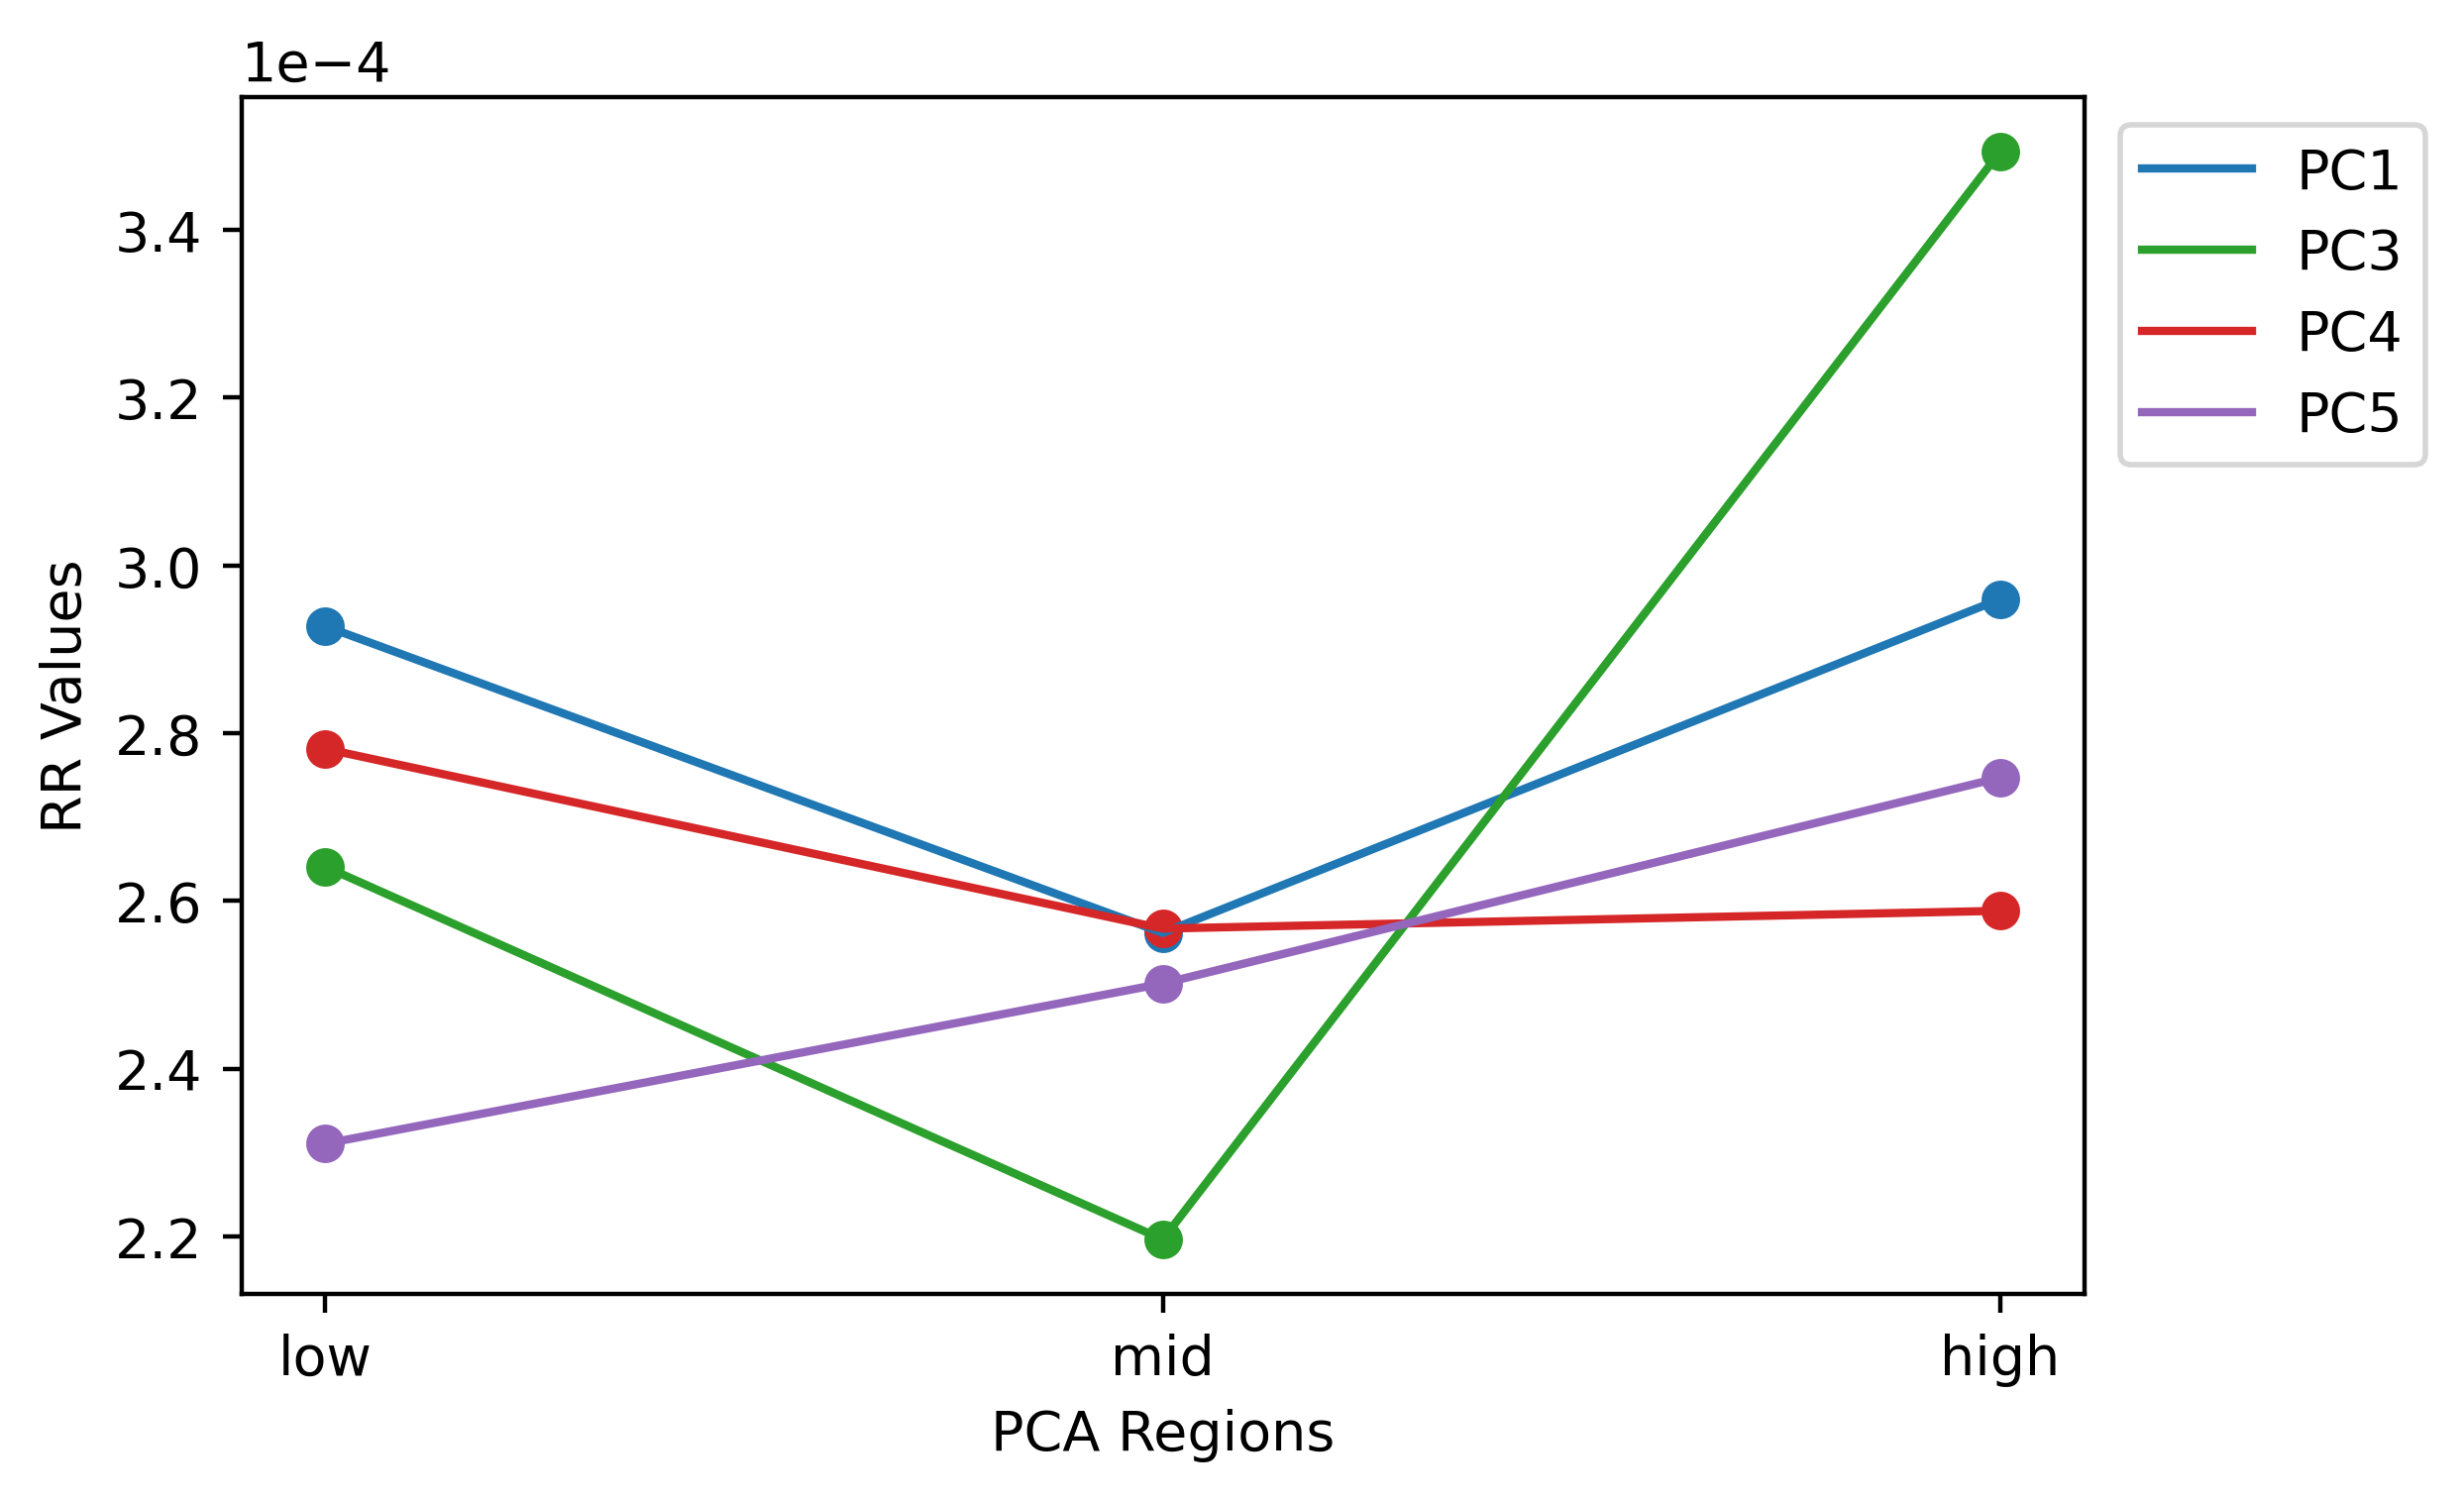 1e−4
3.4
3.2
3.0
2.8
2.6
2.4
2.2
RR Values
low mid high
PCA Regions
PC1
PC3
PC4
PC5